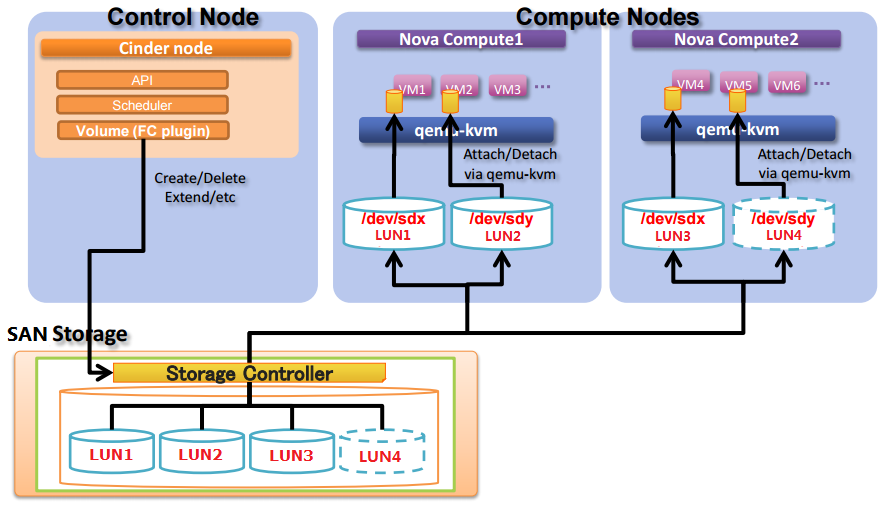 Control Node
Cinder node
API
Scheduler
Volume (FC plugin)
Create/Delete
Extend/etc
Compute Nodes
Nova Compute1
VM1
VM2
VM3
...
qemu-kvm
Attach/Detach
via qemu-kvm
/dev/sdx
LUN1
/dev/sdy
LUN2
Nova Compute2
VM4
VM5
VM6
...
qemu-kvm
Attach/Detach
via qemu-kvm
/dev/sdx
LUN3
/dev/sdy
LUN4
SAN Storage
Storage Controller
LUN1
LUN2
LUN3
LUN4